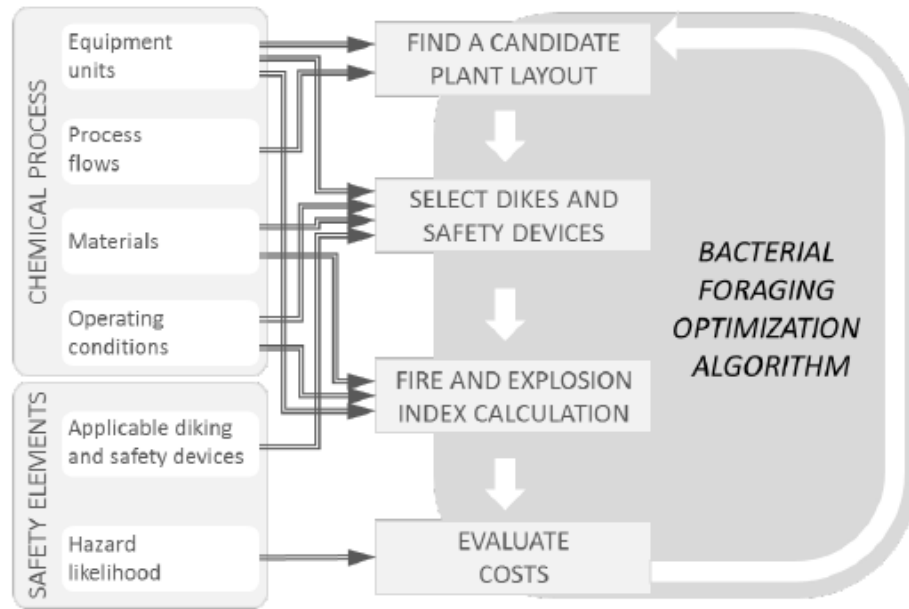 CHEMICAL PROCESS
Equipment
units
Process
flows
Materials
Operating
conditions
SAFETY ELEMENTS
Applicable diking
and safety devices
Hazard
likelihood
FIND A CANDIDATE
PLANT LAYOUT
SELECT DIKES AND
SAFETY DEVICES
FIRE AND EXPLOSION
INDEX CALCULATION
EVALUATE
COSTS
BACTERIAL
FORAGING
OPTIMIZATION
ALGORITHM